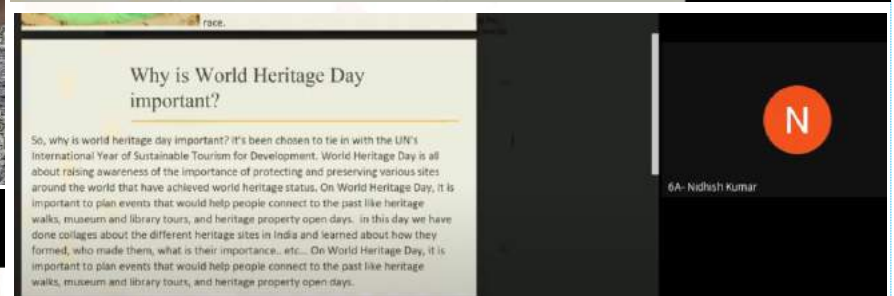 race.
Why is World Heritage Day
important?
So, why is world heritage day important? it's been chosen to tie in with the UN's
International Year of Sustainable Tourism for Development. World Heritage Day is all
about raising awareness of the importance of protecting and preserving various sites
around the world that have achieved world heritage status. On World Heritage Day, it is
important to plan events that would help people connect to the past like heritage
walks, museum and library tours, and heritage property open days. in this day we have
done collages about the different heritage sites in India and learned about how they
formed, who made them, what is their importance.. etc... On World Heritage Day, it is
important to plan events that would help people connect to the past like heritage
walks, museum and library tours, and heritage property open days.
N
6A- Nidhish Kumar